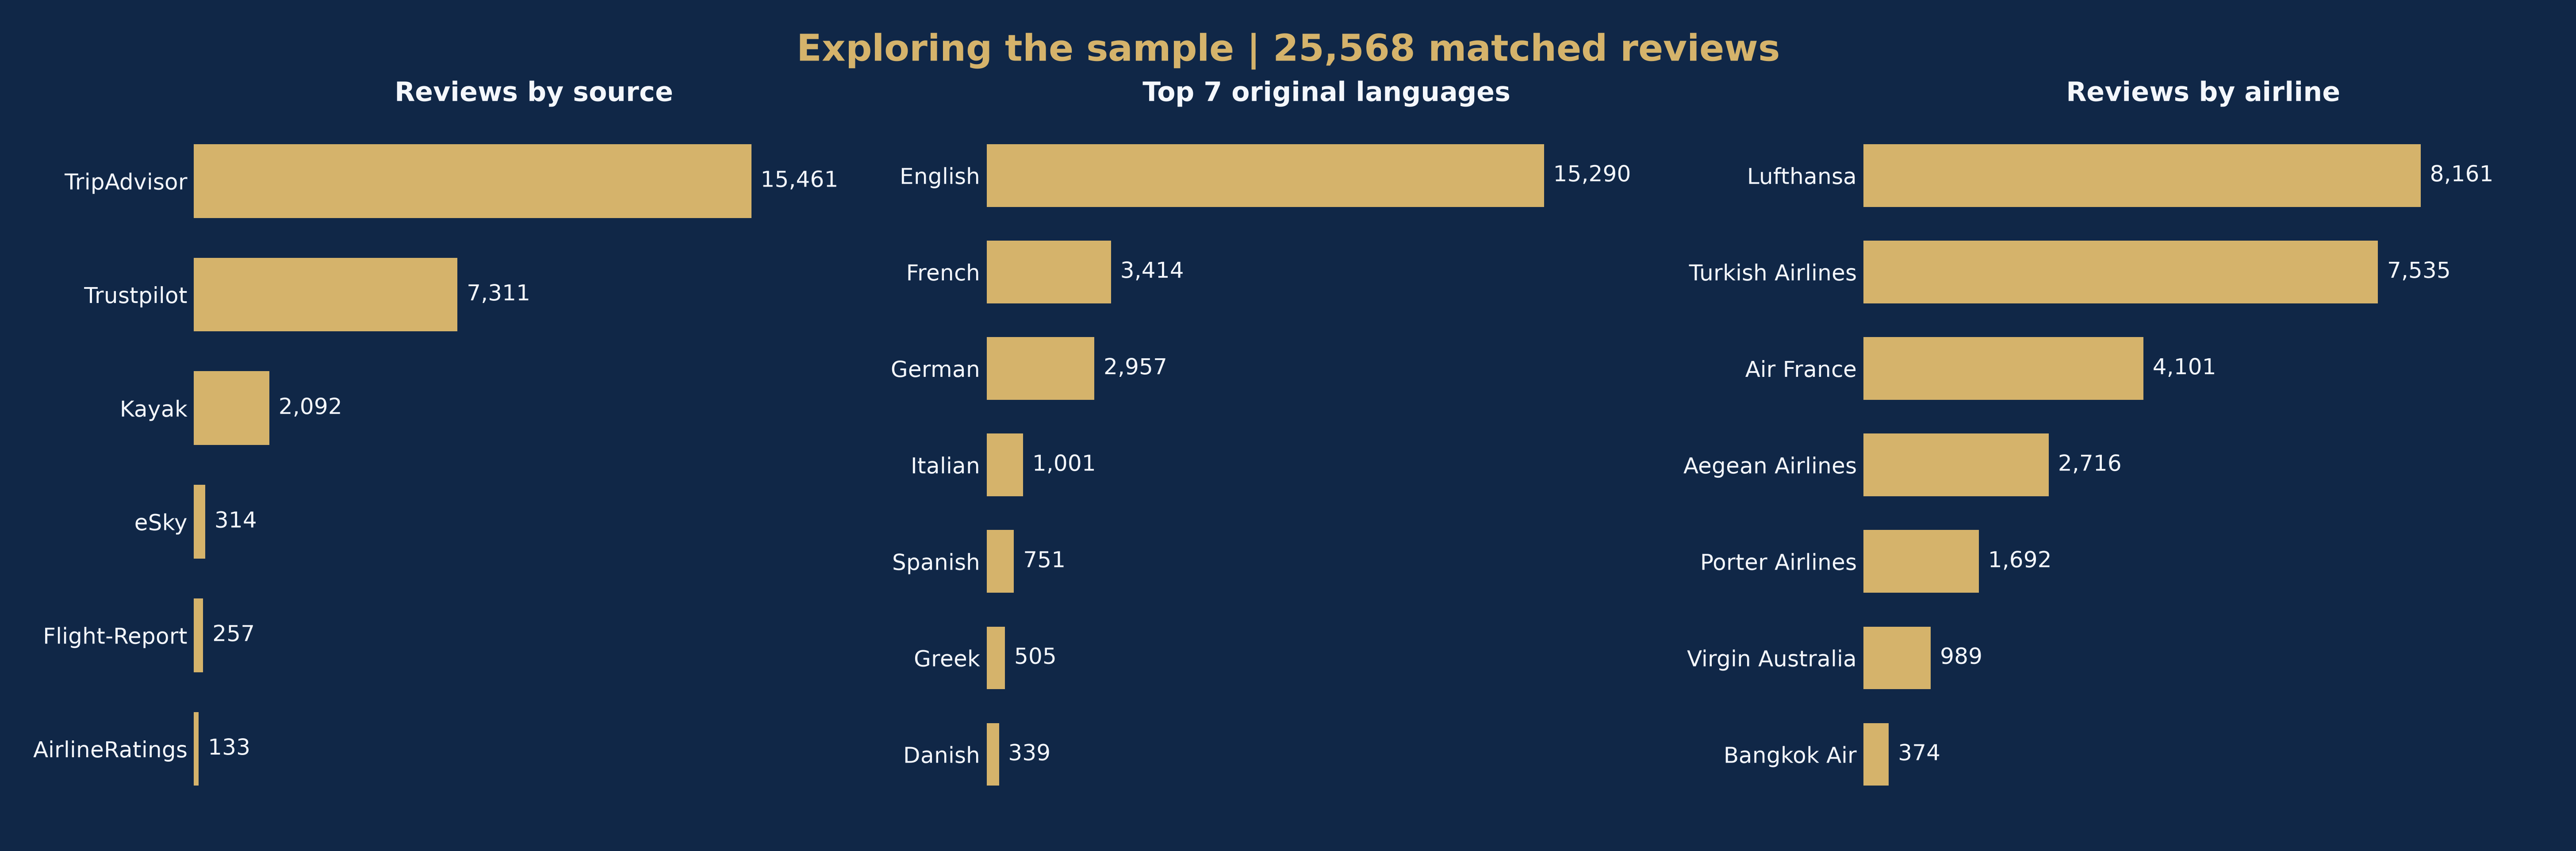 Exploring the sample | 25,568 matched reviews
Reviews by source
TripAdvisor 15,461
Trustpilot 7,311
Kayak 2,092
eSky 314
Flight-Report 257
AirlineRatings 133
Top 7 original languages
English 15,290
French 3,414
German 2,957
Italian 1,001
Spanish 751
Greek 505
Danish 339
Reviews by airline
Lufthansa 8,161
Turkish Airlines 7,535
Air France 4,101
Aegean Airlines 2,716
Porter Airlines 1,692
Virgin Australia 989
Bangkok Air 374